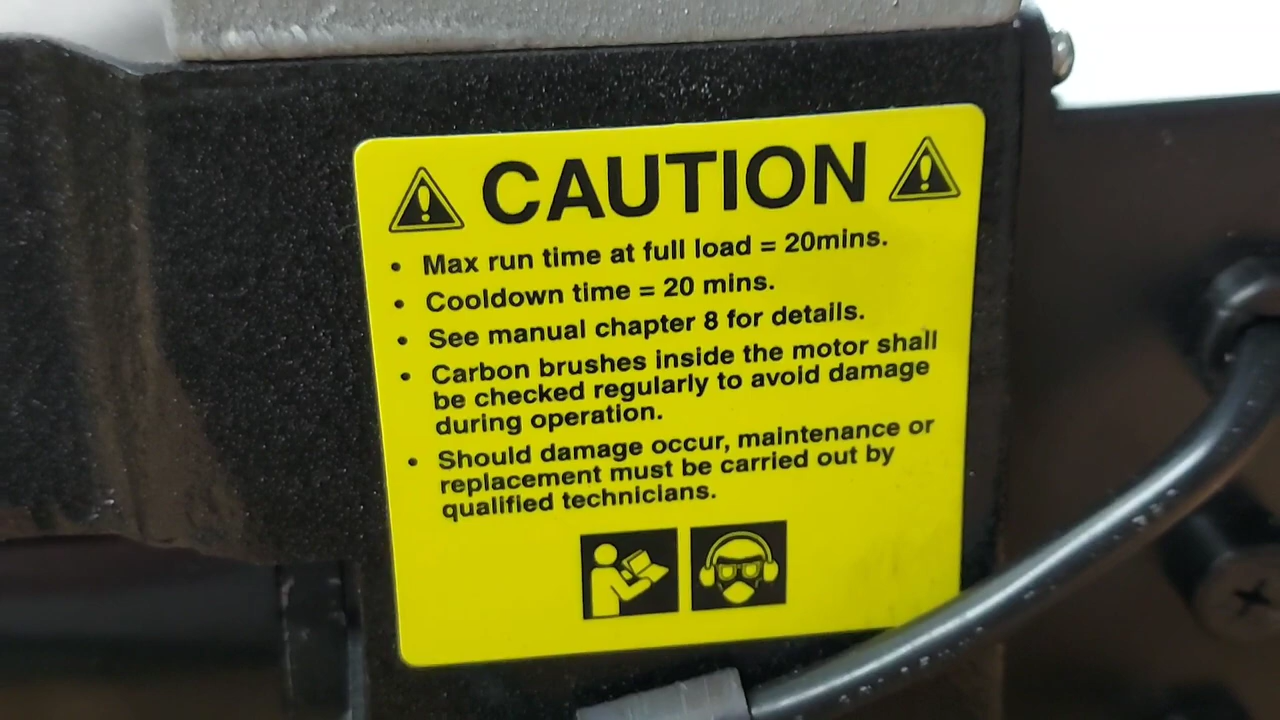 CAUTION
• Max run time at full load = 20mins.
• Cooldown time = 20 mins.
• See manual chapter 8 for details.
• Carbon brushes inside the motor shall
be checked regularly to avoid damage
during operation.
• Should damage occur, maintenance or
replacement must be carried out by
qualified technicians.